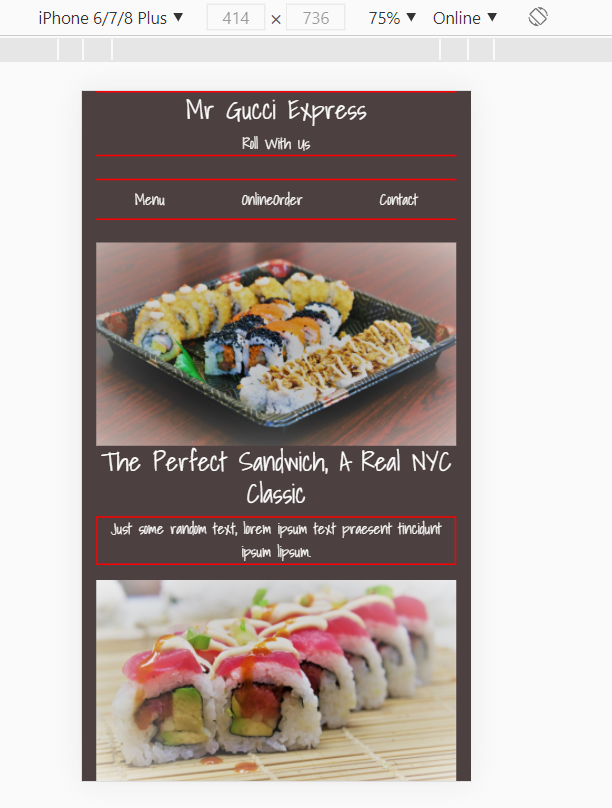 iPhone 6/7/8 Plus ▼ 414 × 736 75% ▼ Online ▼
Mr Gucci Express
Roll With Us
Menu OnlineOrder Contact
The Perfect Sandwich, A Real NYC
Classic
Just some random text, lorem ipsum text praesent tincidunt
ipsum lipsum.